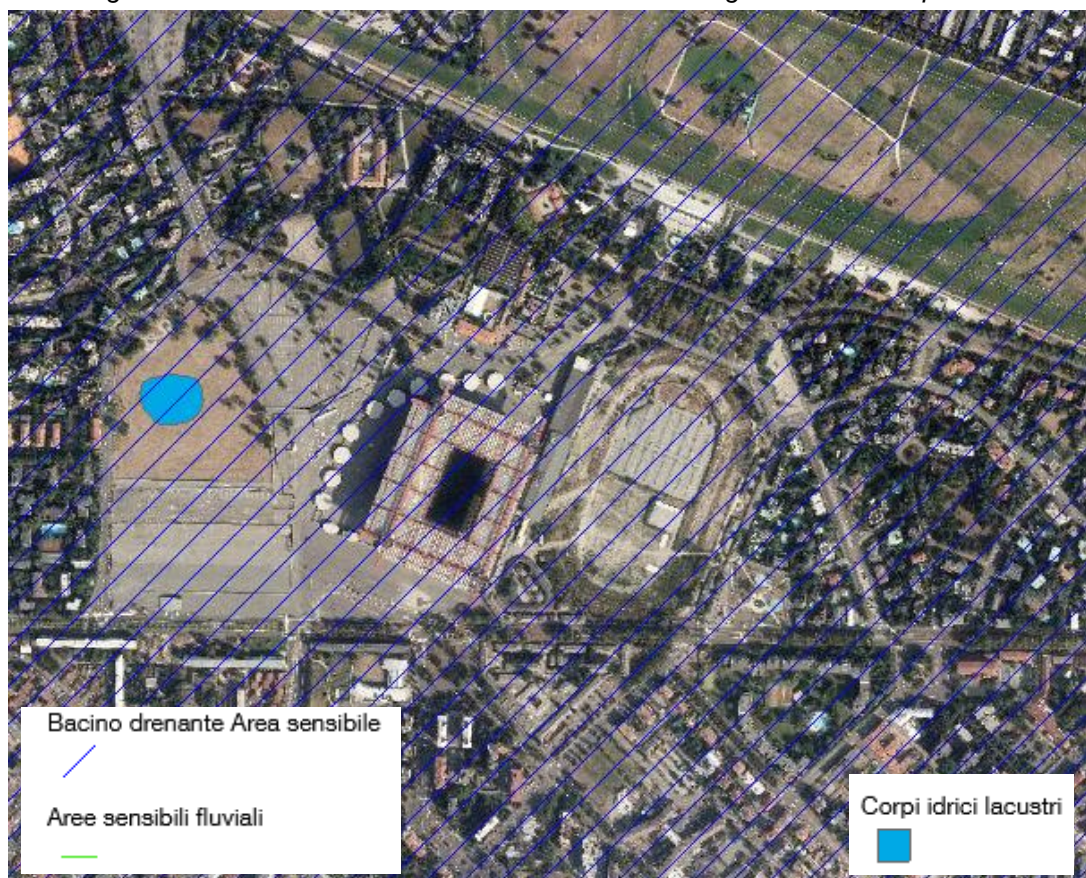 Bacino drenante Area sensibile
Aree sensibili fluviali
Corpi idrici lacustri